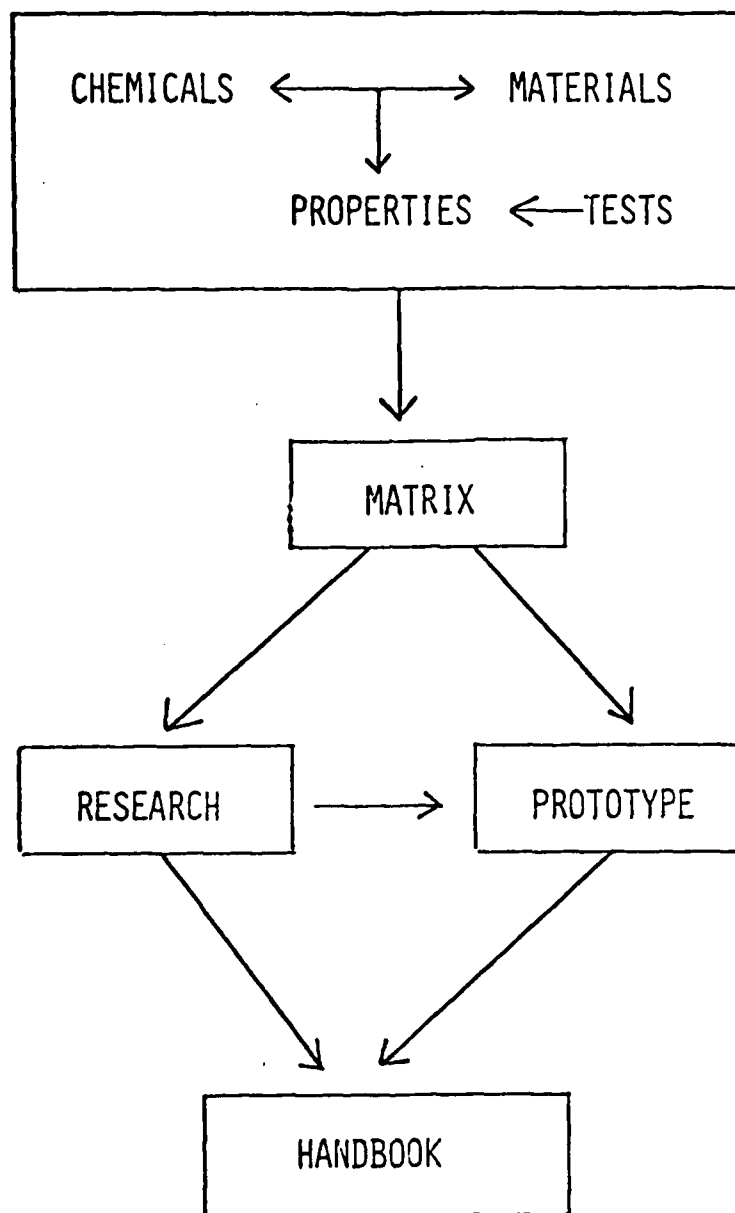 CHEMICALS MATERIALS
PROPERTIES TESTS
MATRIX
RESEARCH PROTOTYPE
HANDBOOK